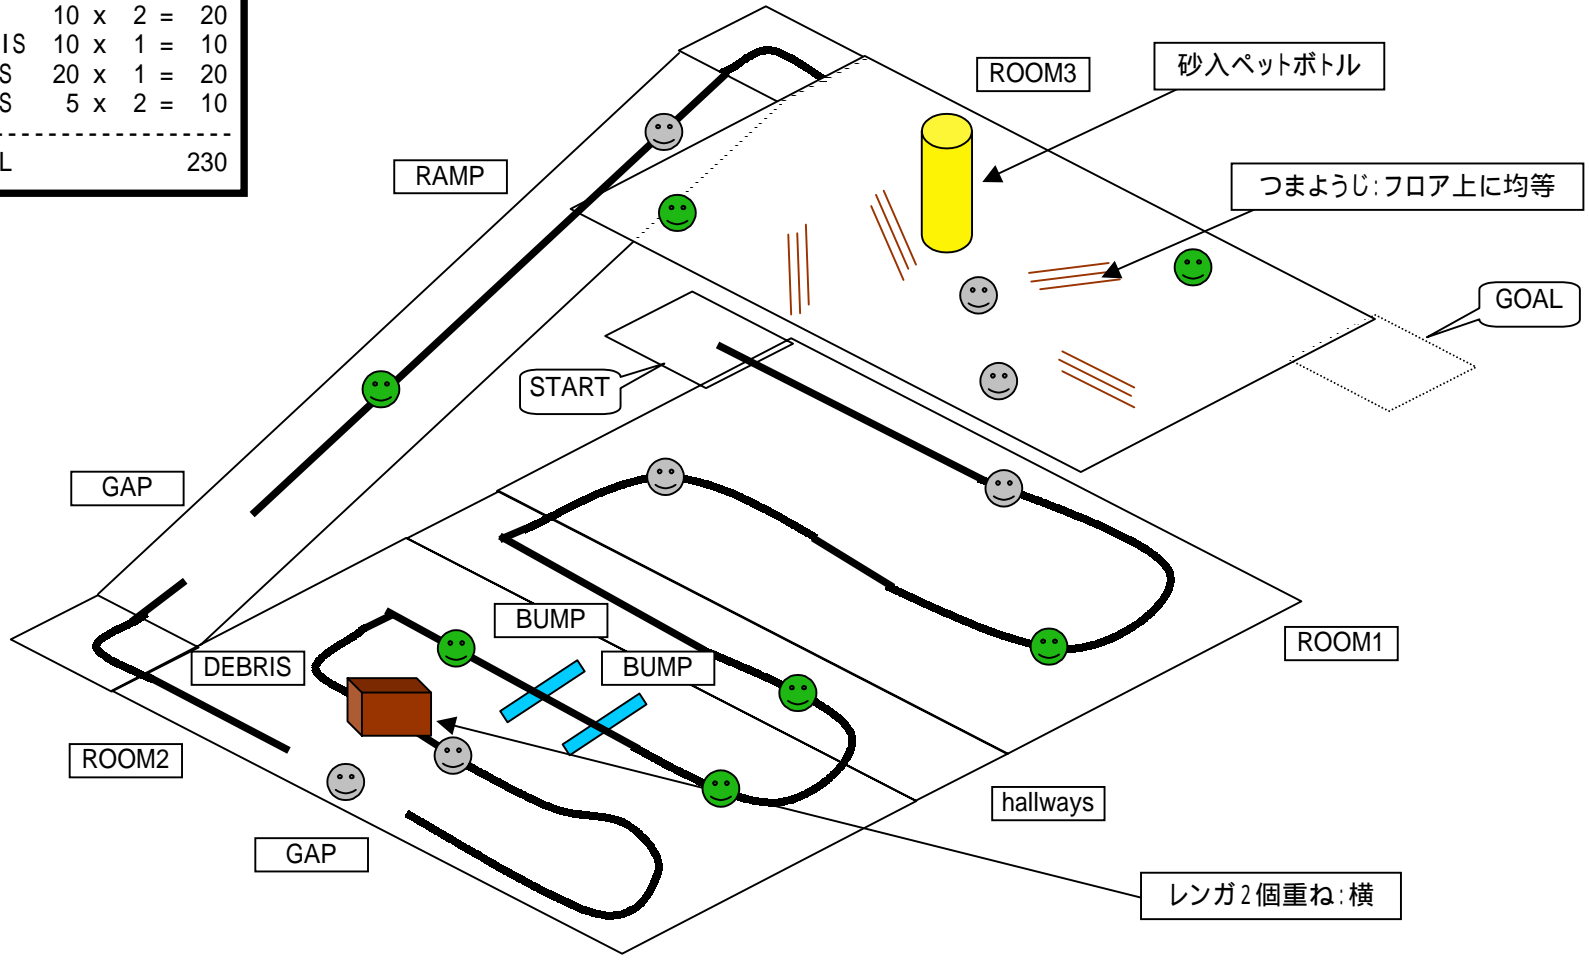 10 x 2 = 20
IS 10 x 1 = 10
S 20 x 1 = 20
S 5 x 2 = 10
L 230
ROOM3
砂入ペットボトル
RAMP
つまようじ:フロア上に均等
GOAL
START
GAP
BUMP
BUMP
ROOM1
DEBRIS
ROOM2
hallways
GAP
レンガ2個重ね:横